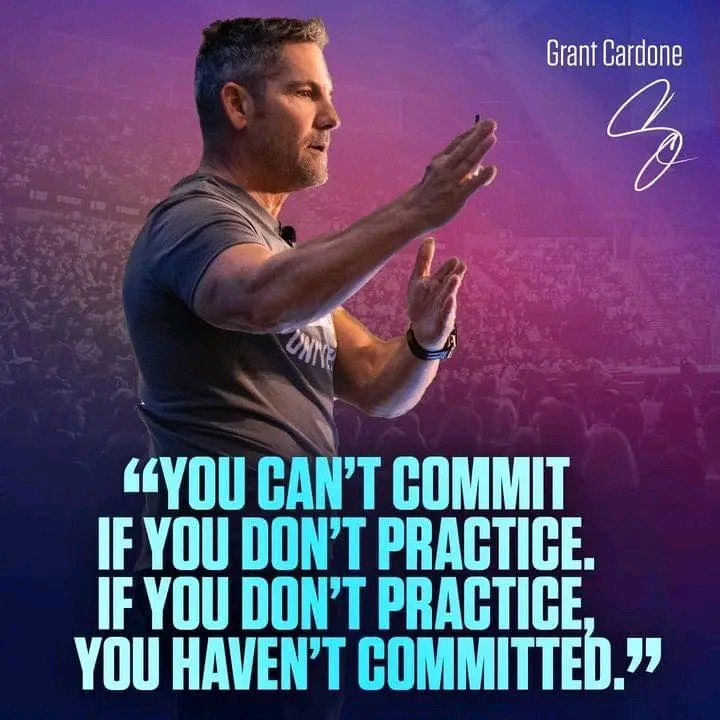 Grant Cardone
“YOU CAN’T COMMIT
IF YOU DON’T PRACTICE.
IF YOU DON’T PRACTICE,
YOU HAVEN’T COMMITTED.”